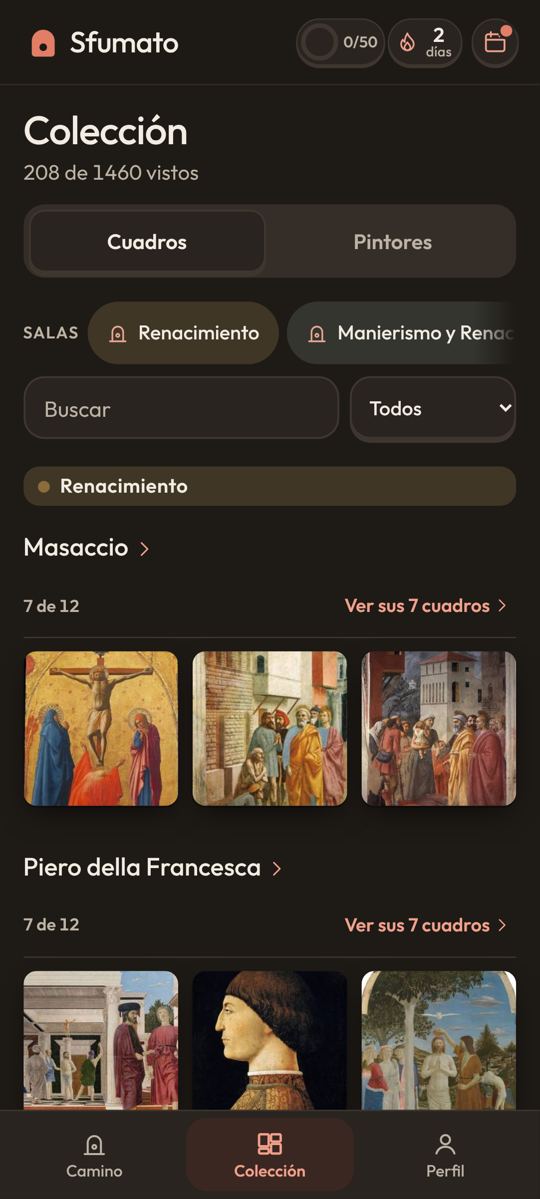 Sfumato
0/50
2
días
Colección
208 de 1460 vistos
Cuadros
Pintores
SALAS
Renacimiento
Manierismo y Renac
Buscar
Todos
Renacimiento
Masaccio
7 de 12
Ver sus 7 cuadros
Piero della Francesca
7 de 12
Ver sus 7 cuadros
Camino
Colección
Perfil